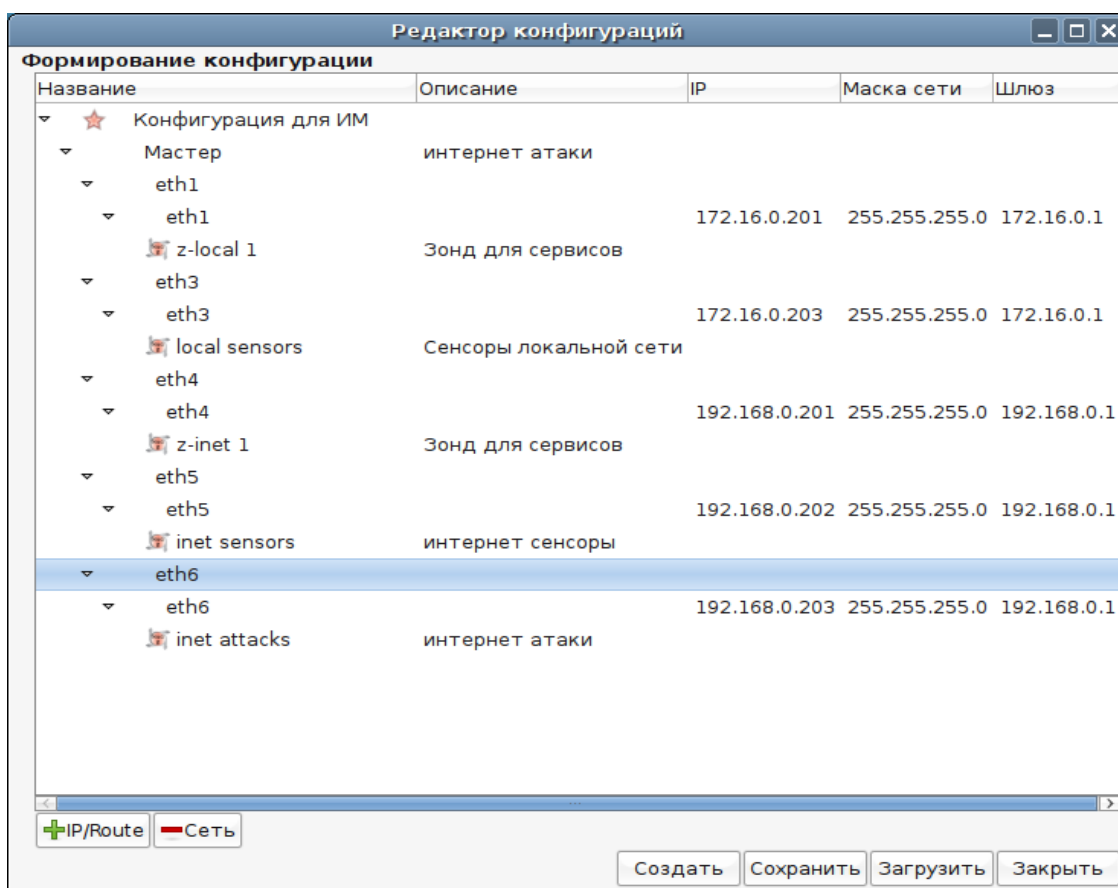 Редактор конфигураций
Формирование конфигурации
Название Описание IP Маска сети Шлюз
Конфигурация для ИМ
Мастер интернет атаки
eth1
eth1 172.16.0.201 255.255.255.0 172.16.0.1
z-local 1 Зонд для сервисов
eth3
eth3 172.16.0.203 255.255.255.0 172.16.0.1
local sensors Сенсоры локальной сети
eth4
eth4 192.168.0.201 255.255.255.0 192.168.0.1
z-inet 1 Зонд для сервисов
eth5
eth5 192.168.0.202 255.255.255.0 192.168.0.1
inet sensors интернет сенсоры
eth6
eth6 192.168.0.203 255.255.255.0 192.168.0.1
inet attacks интернет атаки
IP/Route Сеть
Создать Сохранить Загрузить Закрыть